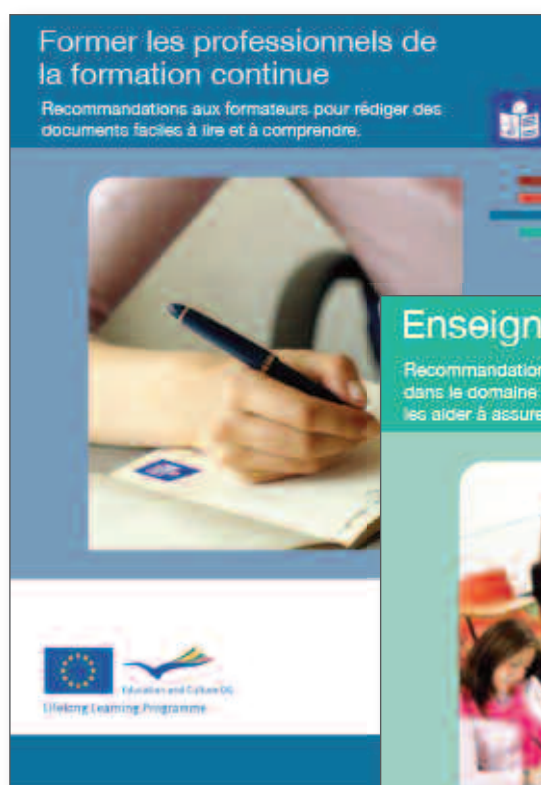 Former les professionnels de
la formation continue
Recommandations aux formateurs pour rédiger des
documents faciles à lire et à comprendre.
Enseign
Recommandation
dans le domaine
les aider à assure
Education and Culture DG
Lifelong Learning Programme